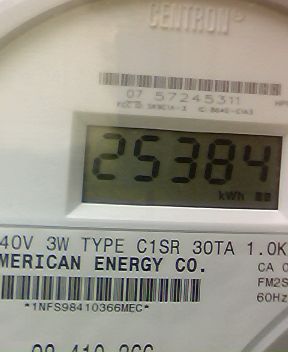 CENTRON®
07 57245311
25384
kWh
40V 3W TYPE C1SR 30TA 1.0K
MERICAN ENERGY CO.
CA 0
FM2S
60Hz
*1NFS98410366MEC*